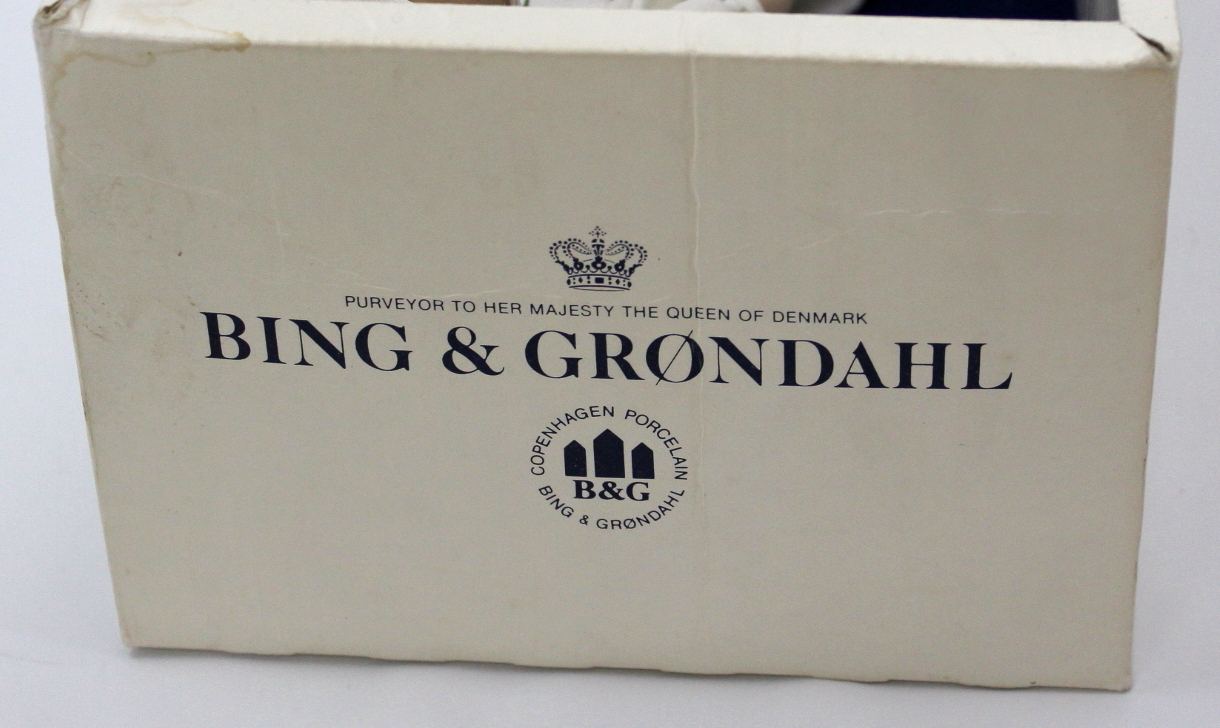 PURVEYOR TO HER MAJESTY THE QUEEN OF DENMARK
BING & GRØNDAHL
COPENHAGEN PORCELAIN
B&G
BING & GRØNDAHL